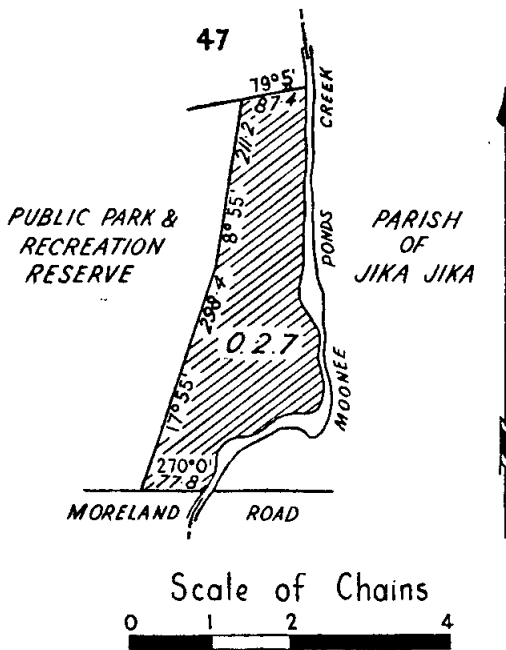 47
79°5'
87.4
CREEK
211.2
8°55'
PUBLIC PARK &
RECREATION
RESERVE
PONDS
PARISH
OF
JIKA JIKA
298.4
0.2.7
MOONEE
17°55'
270°0'
77.8
MORELAND ROAD
Scale of Chains
0 1 2 4